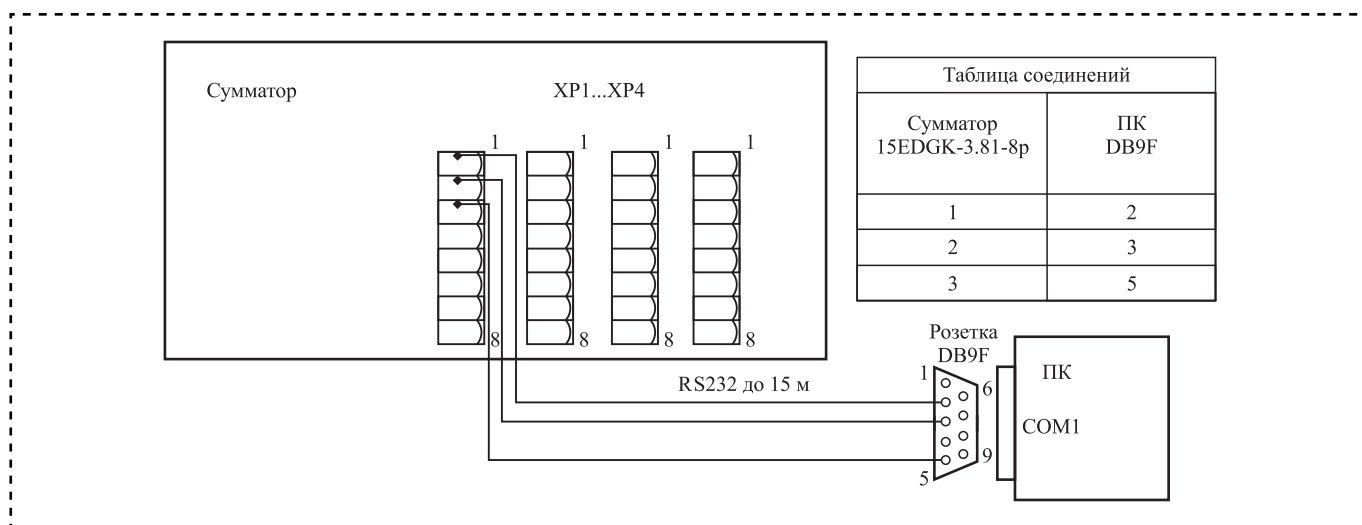 Сумматор
XP1...XP4
1
1
1
1
8
8
8
8
Таблица соединений
Сумматор
15EDGK-3.81-8p
ПК
DB9F
1
2
2
3
3
5
Розетка
DB9F
RS232 до 15 м
1
6
5
9
ПК
COM1